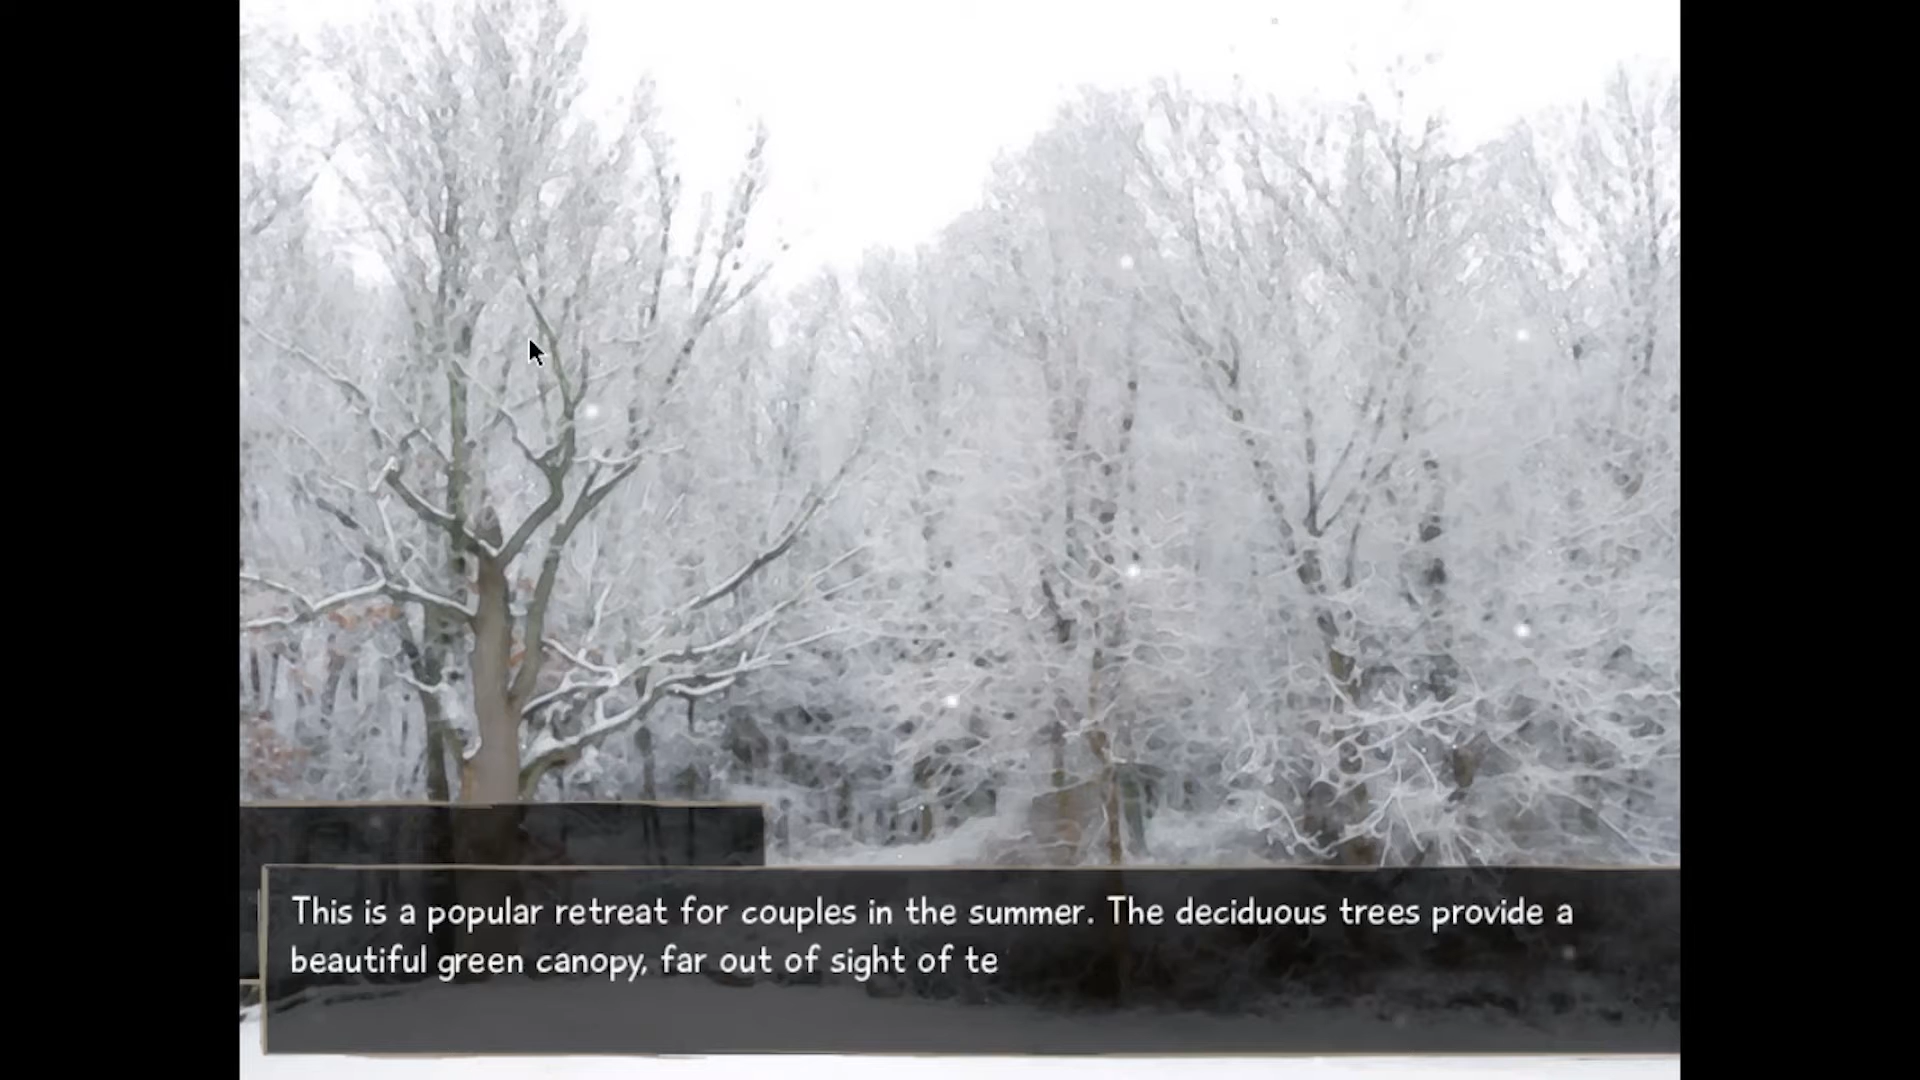 This is a popular retreat for couples in the summer. The deciduous trees provide a
beautiful green canopy, far out of sight of te